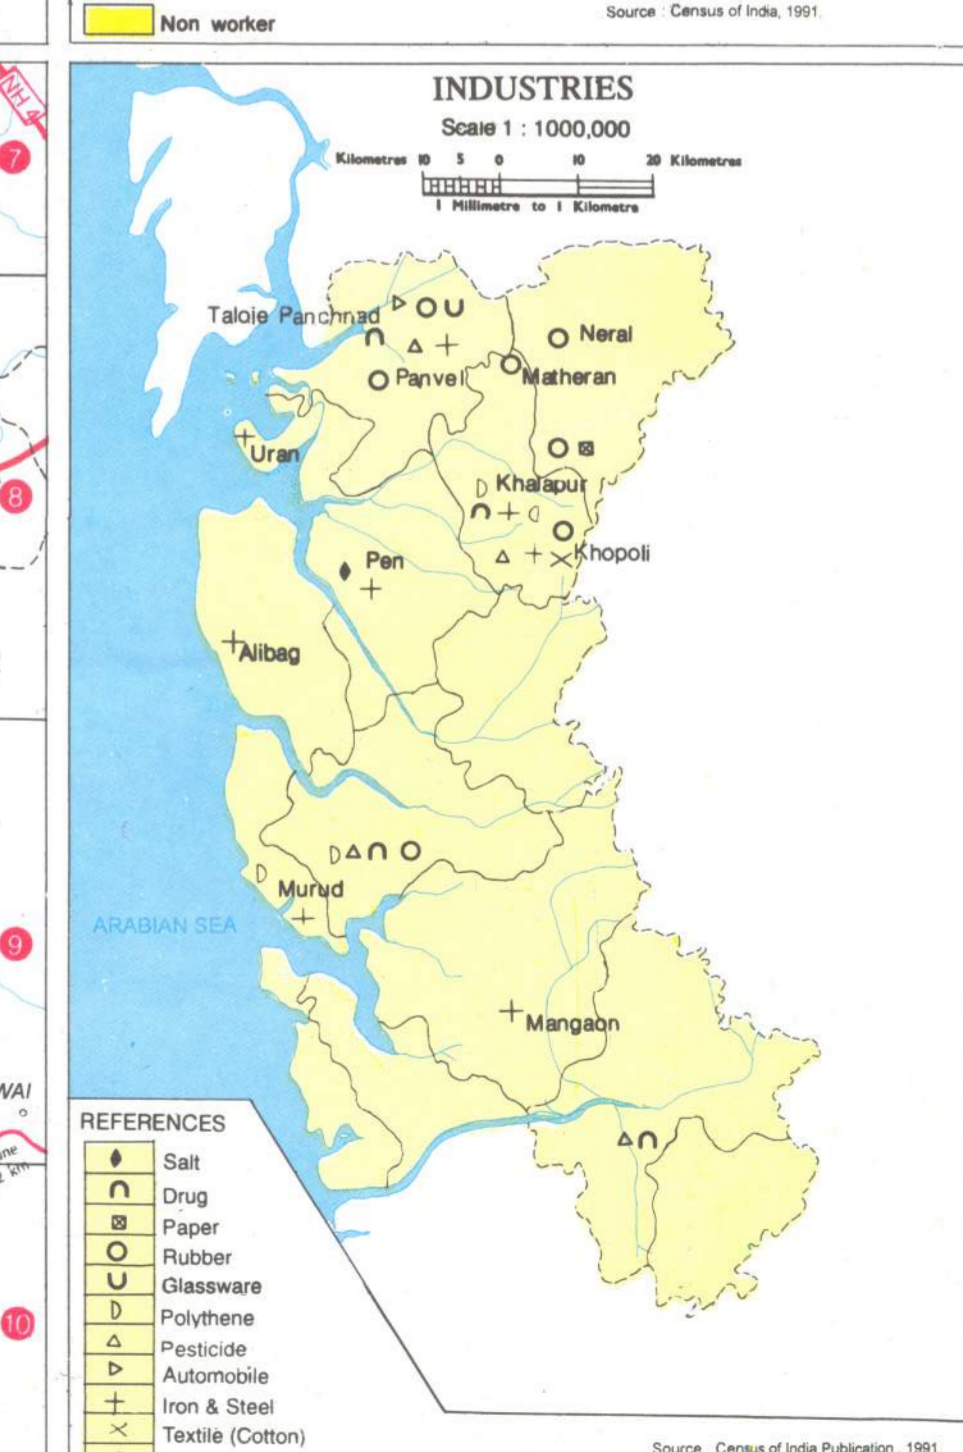 Non worker
Source : Census of India, 1991.
NH 4
7
INDUSTRIES
Scale 1 : 1000,000
Kilometres 10 5 0 10 20 Kilometres
1 Millimetre to 1 Kilometre
Taloje Panchnad
Neral
Panvel
Matheran
Uran
8
Khalapur
Khopoli
Pen
Alibag
Murud
ARABIAN SEA
9
Mangaon
WAI
REFERENCES
Salt
Drug
Paper
Rubber
Glassware
Polythene
10
Pesticide
Automobile
Iron & Steel
Textile (Cotton)
Source Census of India Publication, 1991